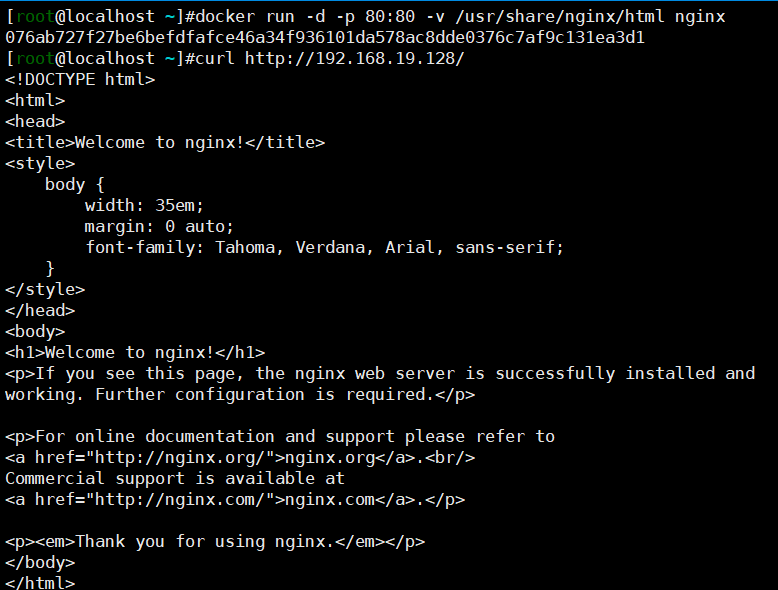 [root@localhost ~]#docker run -d -p 80:80 -v /usr/share/nginx/html nginx
076ab727f27be6befdfafce46a34f936101da578ac8dde0376c7af9c131ea3d1
[root@localhost ~]#curl http://192.168.19.128/
<!DOCTYPE html>
<html>
<head>
<title>Welcome to nginx!</title>
<style>
    body {
        width: 35em;
        margin: 0 auto;
        font-family: Tahoma, Verdana, Arial, sans-serif;
    }
</style>
</head>
<body>
<h1>Welcome to nginx!</h1>
<p>If you see this page, the nginx web server is successfully installed and
working. Further configuration is required.</p>

<p>For online documentation and support please refer to
<a href="http://nginx.org/">nginx.org</a>.<br/>
Commercial support is available at
<a href="http://nginx.com/">nginx.com</a>.</p>

<p><em>Thank you for using nginx.</em></p>
</body>
</html>